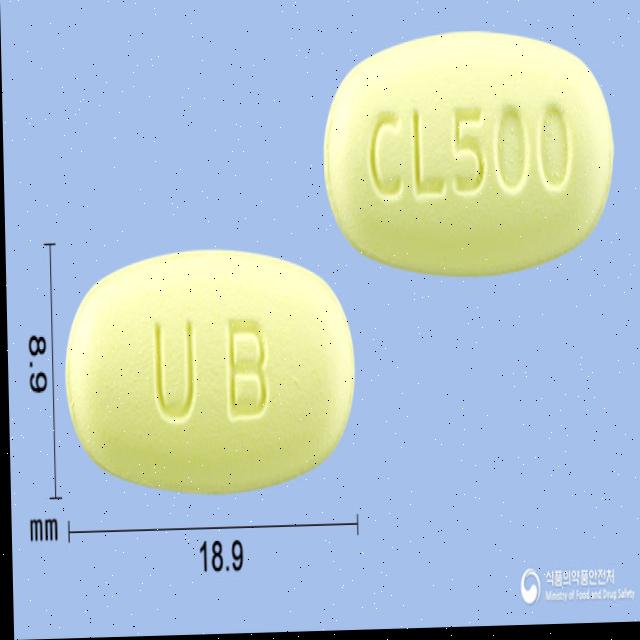 CL500
UB
8.9
mm
18.9
식품의약품안전처
Ministry of Food and Drug Safety